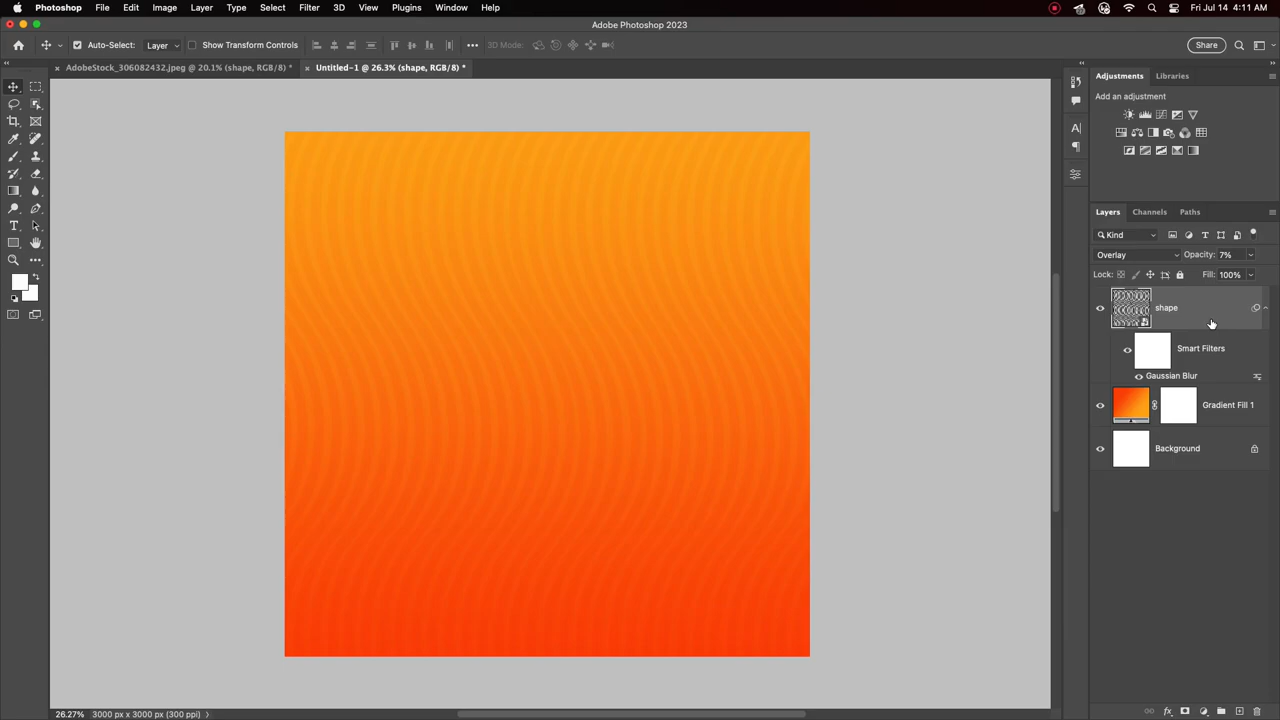 Photoshop File Edit Image Layer Type Select Filter 3D View Plugins Window Help Fri Jul 14 4:11 AM
Adobe Photoshop 2023
Auto-Select: Layer Show Transform Controls 3D Mode: Share
AdobeStock_306082432.jpeg @ 20.1% (shape, RGB/8) * Untitled-1 @ 26.3% (shape, RGB/8) *
Adjustments Libraries
Add an adjustment
Layers Channels Paths
Kind
Overlay Opacity: 7%
Lock: Fill: 100%
shape
Smart Filters
Gaussian Blur
Gradient Fill 1
Background
26.27% 3000 px x 3000 px (300 ppi)